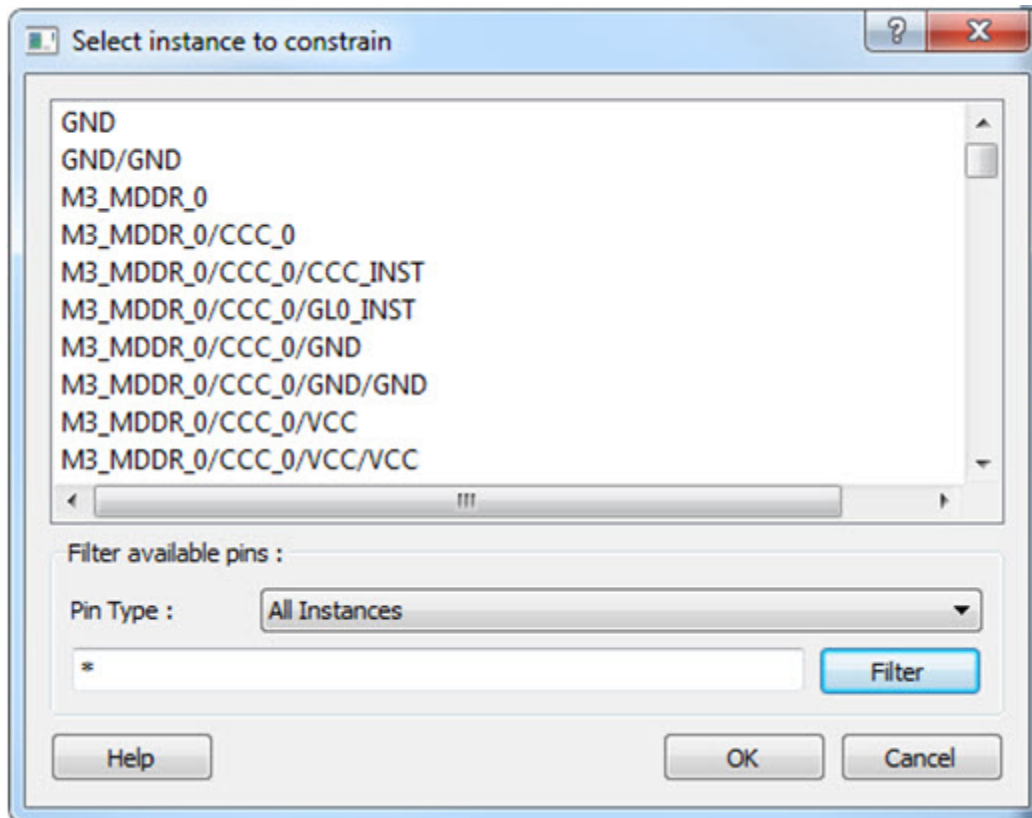 Select instance to constrain
GND
GND/GND
M3_MDDR_0
M3_MDDR_0/CCC_0
M3_MDDR_0/CCC_0/CCC_INST
M3_MDDR_0/CCC_0/GL0_INST
M3_MDDR_0/CCC_0/GND
M3_MDDR_0/CCC_0/GND/GND
M3_MDDR_0/CCC_0/VCC
M3_MDDR_0/CCC_0/VCC/VCC
Filter available pins :
Pin Type : All Instances
* Filter
Help OK Cancel